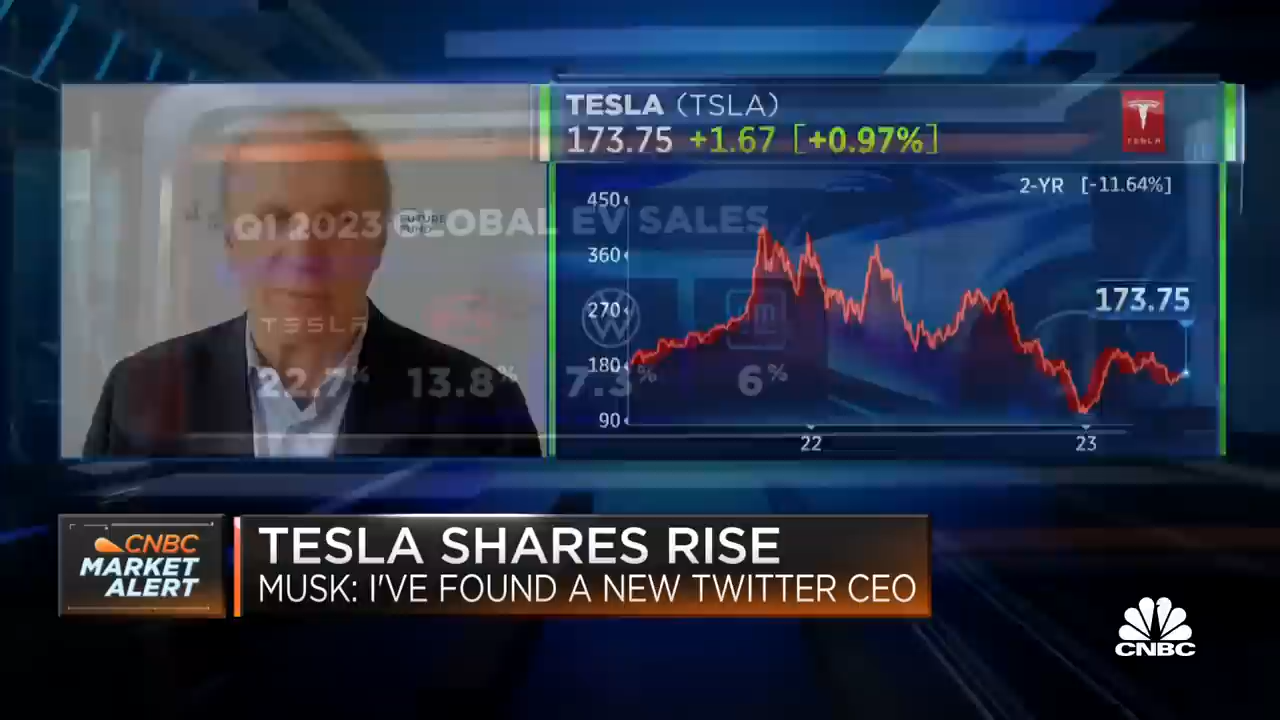 TESLA (TSLA)
173.75 +1.67 [+0.97%]
TESLA
2-YR [-11.64%]
450
360
270
180
90
173.75
22
23
Q1 2023 GLOBAL EV SALES
FUTURE
FUND
TESLA
22.7%
13.8%
7.3%
6%
CNBC
MARKET
ALERT
TESLA SHARES RISE
MUSK: I'VE FOUND A NEW TWITTER CEO
CNBC